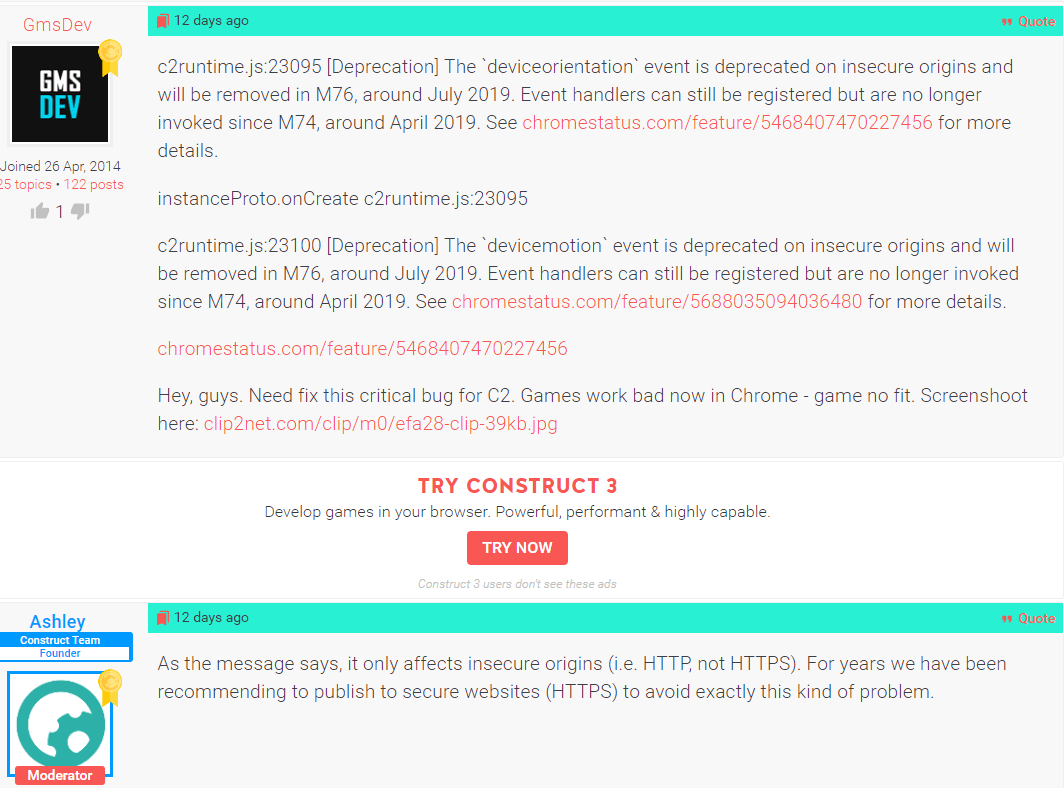 GmsDev
12 days ago
Quote
GMS
DEV
Joined 26 Apr, 2014
25 topics • 122 posts
1
c2runtime.js:23095 [Deprecation] The `deviceorientation` event is deprecated on insecure origins and
will be removed in M76, around July 2019. Event handlers can still be registered but are no longer
invoked since M74, around April 2019. See chromestatus.com/feature/5468407470227456 for more
details.
instanceProto.onCreate c2runtime.js:23095
c2runtime.js:23100 [Deprecation] The `devicemotion` event is deprecated on insecure origins and will
be removed in M76, around July 2019. Event handlers can still be registered but are no longer invoked
since M74, around April 2019. See chromestatus.com/feature/5688035094036480 for more details.
chromestatus.com/feature/5468407470227456
Hey, guys. Need fix this critical bug for C2. Games work bad now in Chrome - game no fit. Screenshoot
here: clip2net.com/clip/m0/efa28-clip-39kb.jpg
TRY CONSTRUCT 3
Develop games in your browser. Powerful, performant & highly capable.
TRY NOW
Construct 3 users don't see these ads
Ashley
Construct Team
Founder
Moderator
12 days ago
Quote
As the message says, it only affects insecure origins (i.e. HTTP, not HTTPS). For years we have been
recommending to publish to secure websites (HTTPS) to avoid exactly this kind of problem.